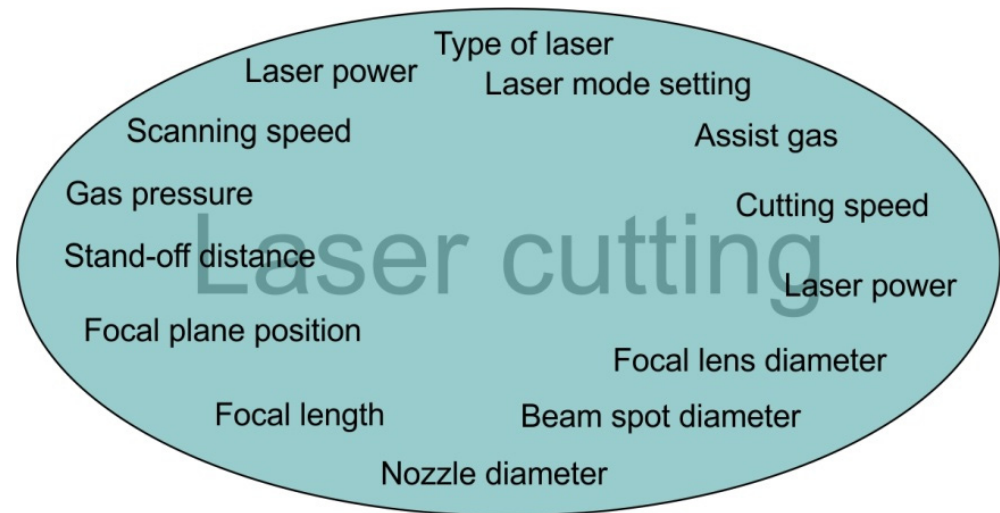 Type of laser
Laser power
Laser mode setting
Scanning speed
Assist gas
Gas pressure
Cutting speed
Laser cutting
Stand-off distance
Laser power
Focal plane position
Focal lens diameter
Focal length
Beam spot diameter
Nozzle diameter